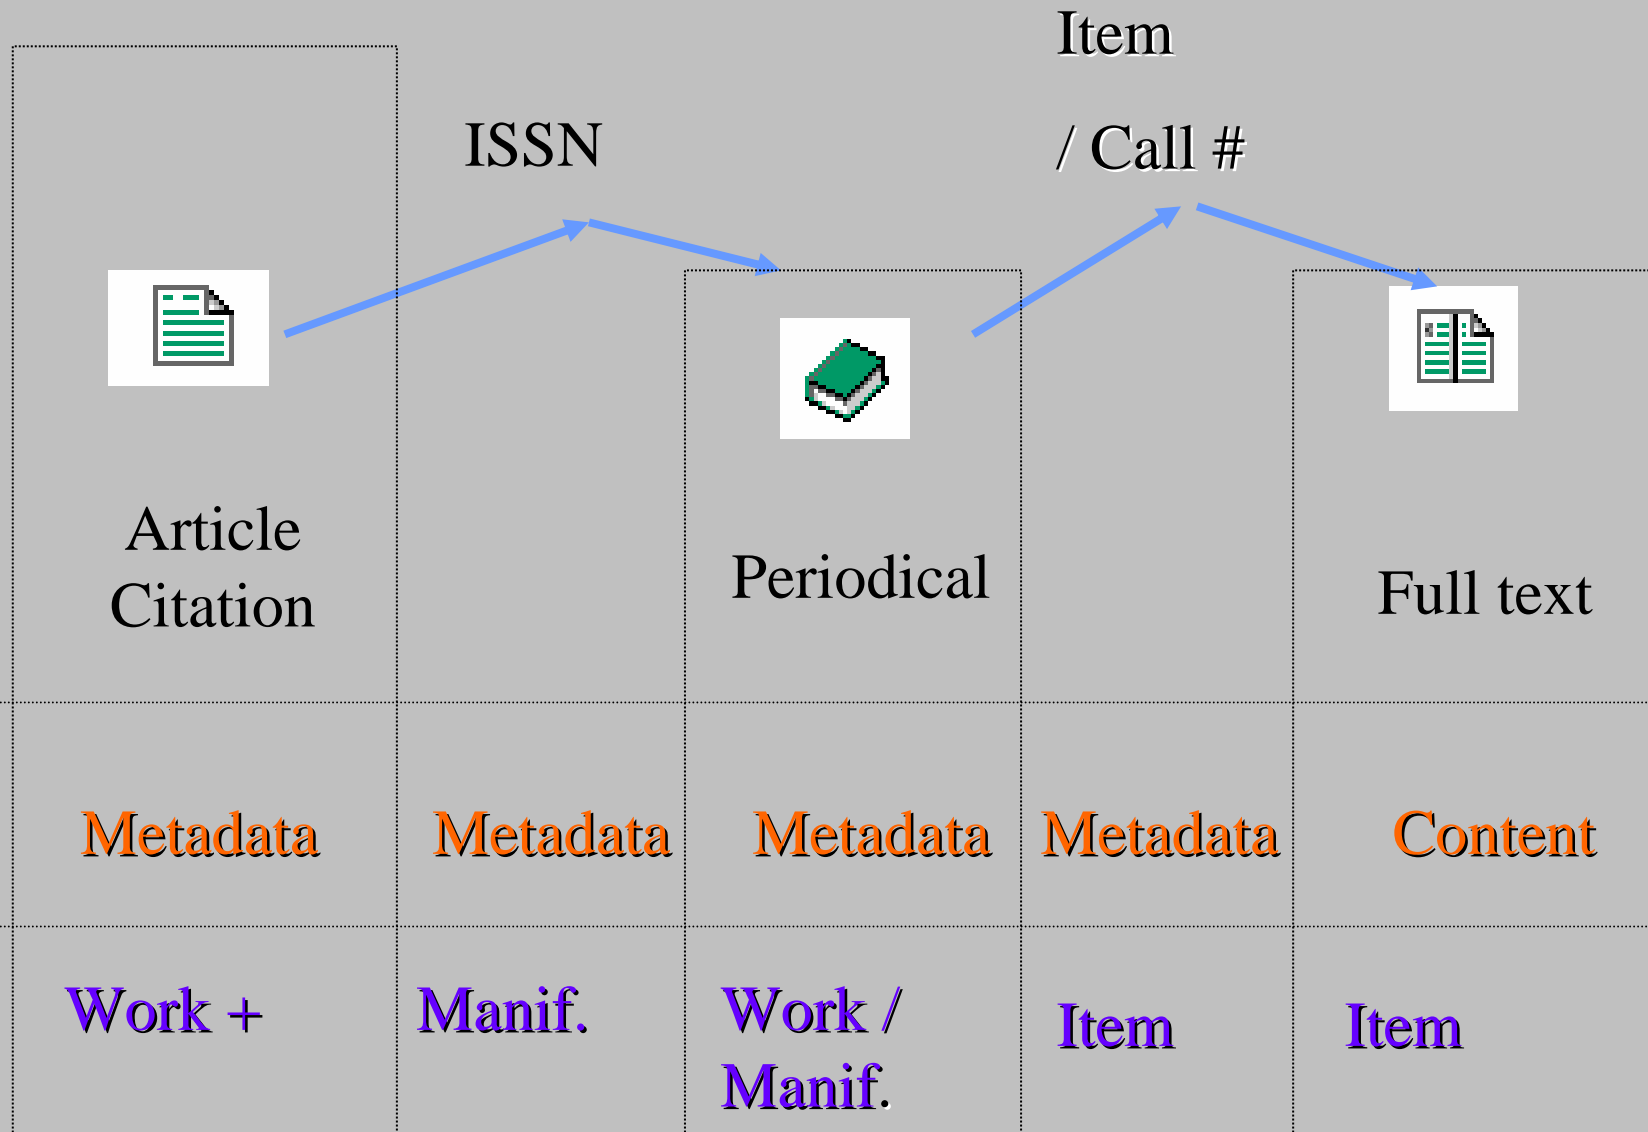 Item
/ Call #
ISSN
Article
Citation
Periodical
Full text
Metadata
Metadata
Metadata
Metadata
Content
Work +
Manif.
Work /
Manif.
Item
Item